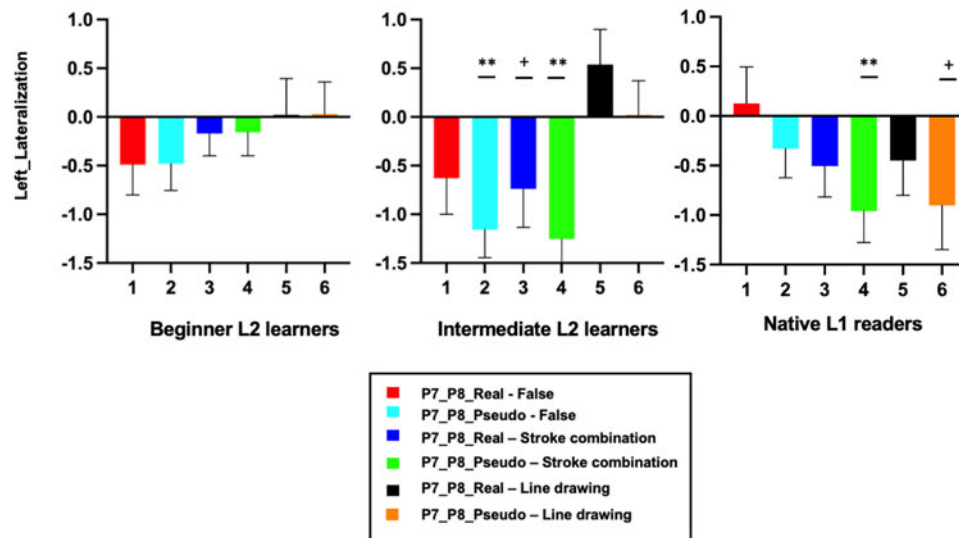 Left_Lateralization
1.0
0.5
0.0
-0.5
-1.0
-1.5
1 2 3 4 5 6
Beginner L2 learners
1.0
0.5
0.0
-0.5
-1.0
-1.5
** + **
1 2 3 4 5 6
Intermediate L2 learners
1.0
0.5
0.0
-0.5
-1.0
-1.5
** +
1 2 3 4 5 6
Native L1 readers
P7_P8_Real - False
P7_P8_Pseudo - False
P7_P8_Real – Stroke combination
P7_P8_Pseudo – Stroke combination
P7_P8_Real – Line drawing
P7_P8_Pseudo – Line drawing